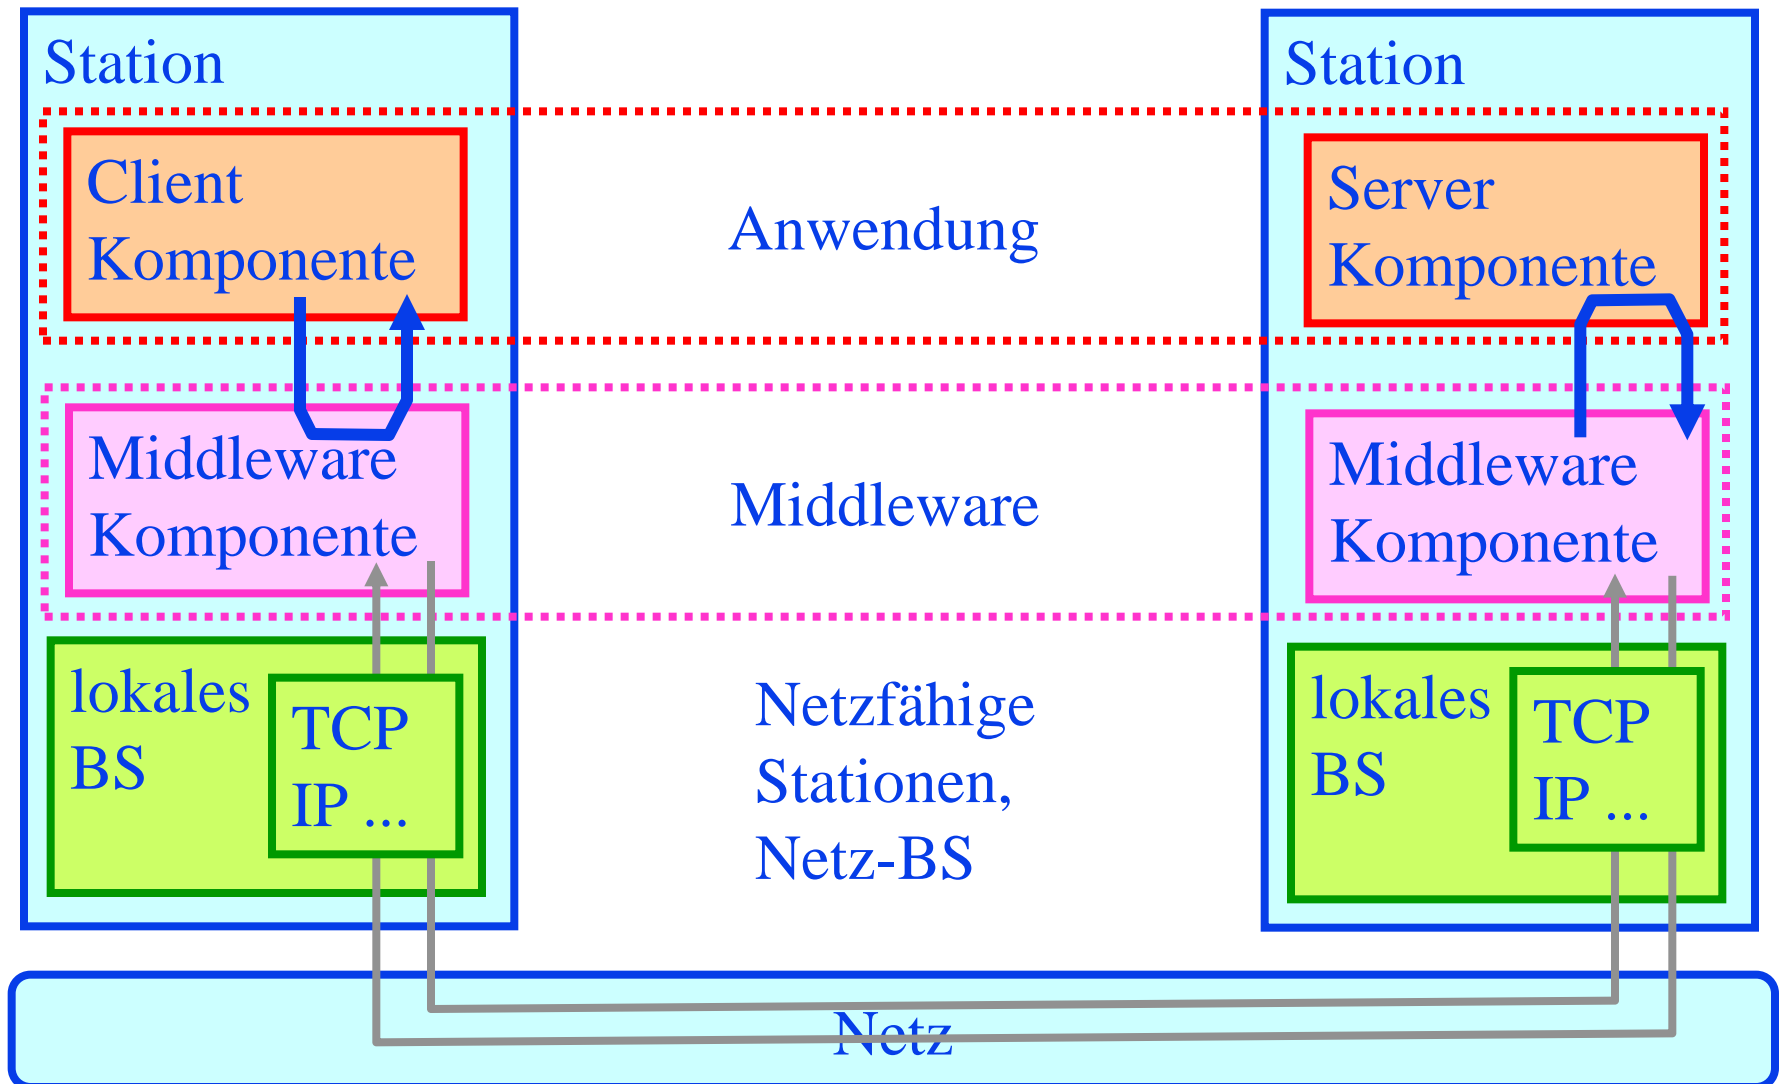 Station
Client
Komponente
Middleware
Komponente
lokales
BS
TCP
IP ...
Anwendung
Middleware
Netzfähige
Stationen,
Netz-BS
Station
Server
Komponente
Middleware
Komponente
lokales
BS
TCP
IP ...
Netz